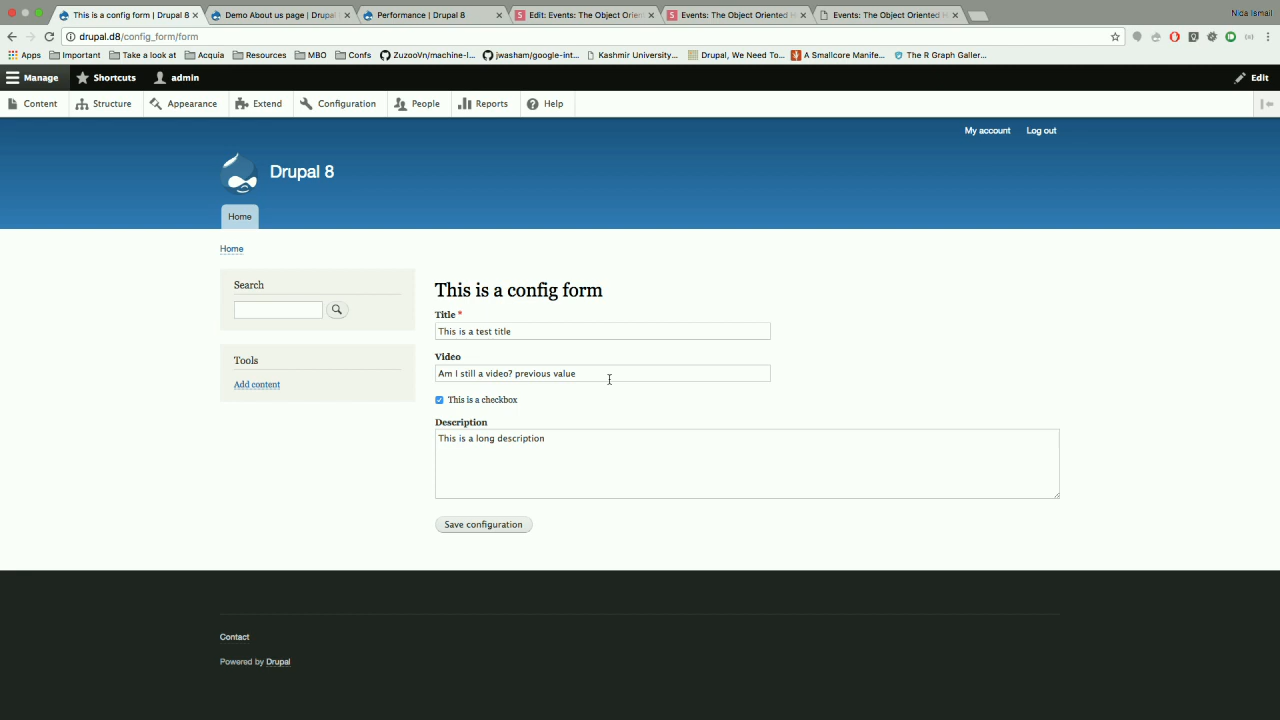 This is a config form | Drupal 8
Demo About us page | Drupal
Performance | Drupal 8
Edit: Events: The Object Orien
Events: The Object Oriented H
Events: The Object Oriented H
Nida Ismail
drupal.d8/config_form/form
Apps
Important
Take a look at
Acquia
Resources
MBO
Confs
ZuzooVn/machine-l...
jwasham/google-int...
Kashmir University...
Drupal, We Need To...
A Smallcore Manife...
The R Graph Galler...
Manage
Shortcuts
admin
Edit
Content
Structure
Appearance
Extend
Configuration
People
Reports
Help
My account
Log out
Drupal 8
Home
Home
Search
Tools
Add content
This is a config form
Title *
This is a test title
Video
Am I still a video? previous value
This is a checkbox
Description
This is a long description
Save configuration
Contact
Powered by Drupal